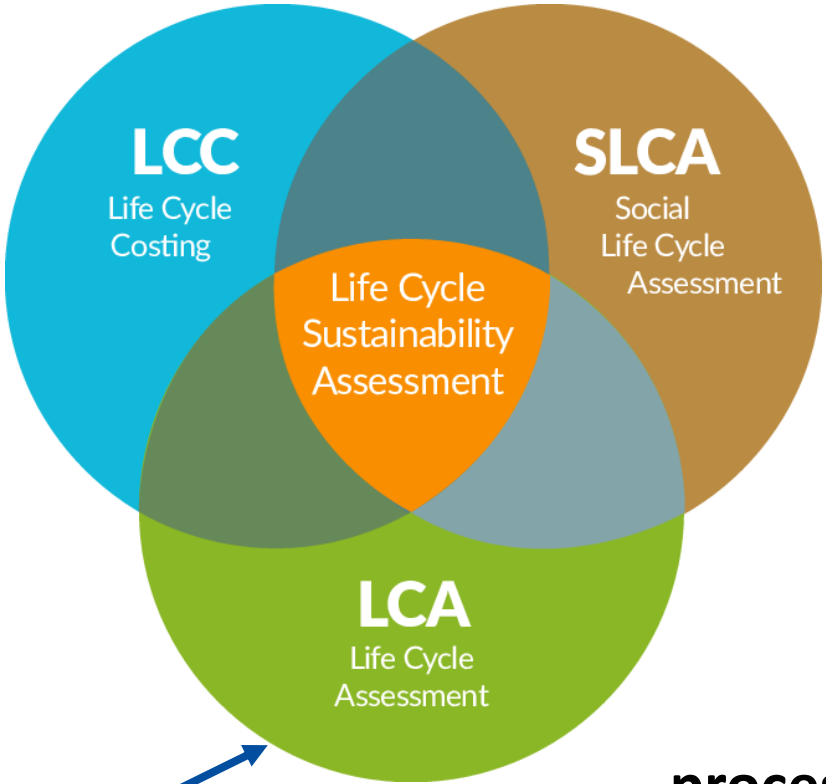 LCC
Life Cycle
Costing
SLCA
Social
Life Cycle
Assessment
Life Cycle
Sustainability
Assessment
LCA
Life Cycle
Assessment